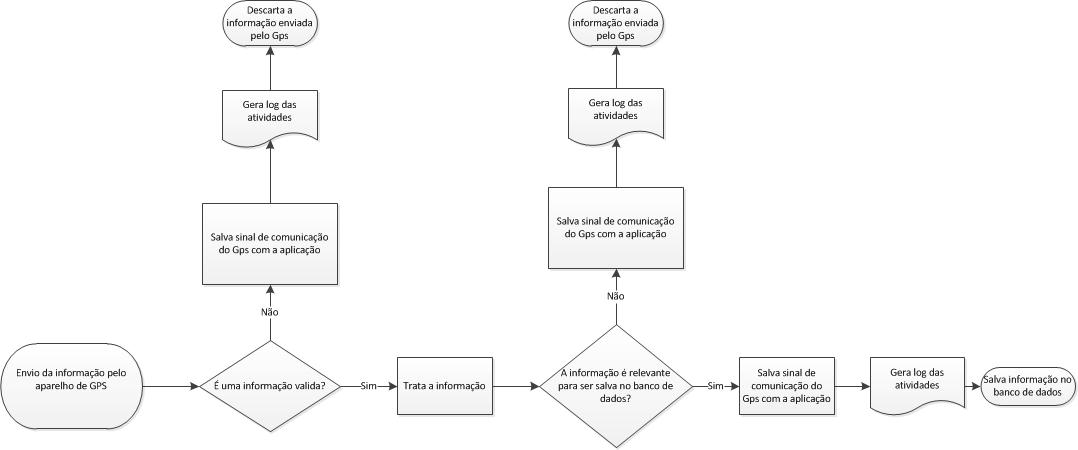 Descarta a
informação enviada
pelo Gps
Descarta a
informação enviada
pelo Gps
Gera log das
atividades
Gera log das
atividades
Salva sinal de comunicação
do Gps com a aplicação
Salva sinal de comunicação
do Gps com a aplicação
Não
Não
Envio da informação pelo
aparelho de GPS
É uma informação valida?
Sim
Trata a informação
A informação é relevante
para ser salva no banco de
dados?
Sim
Salva sinal de
comunicação do
Gps com a aplicação
Gera log das
atividades
Salva informação no
banco de dados